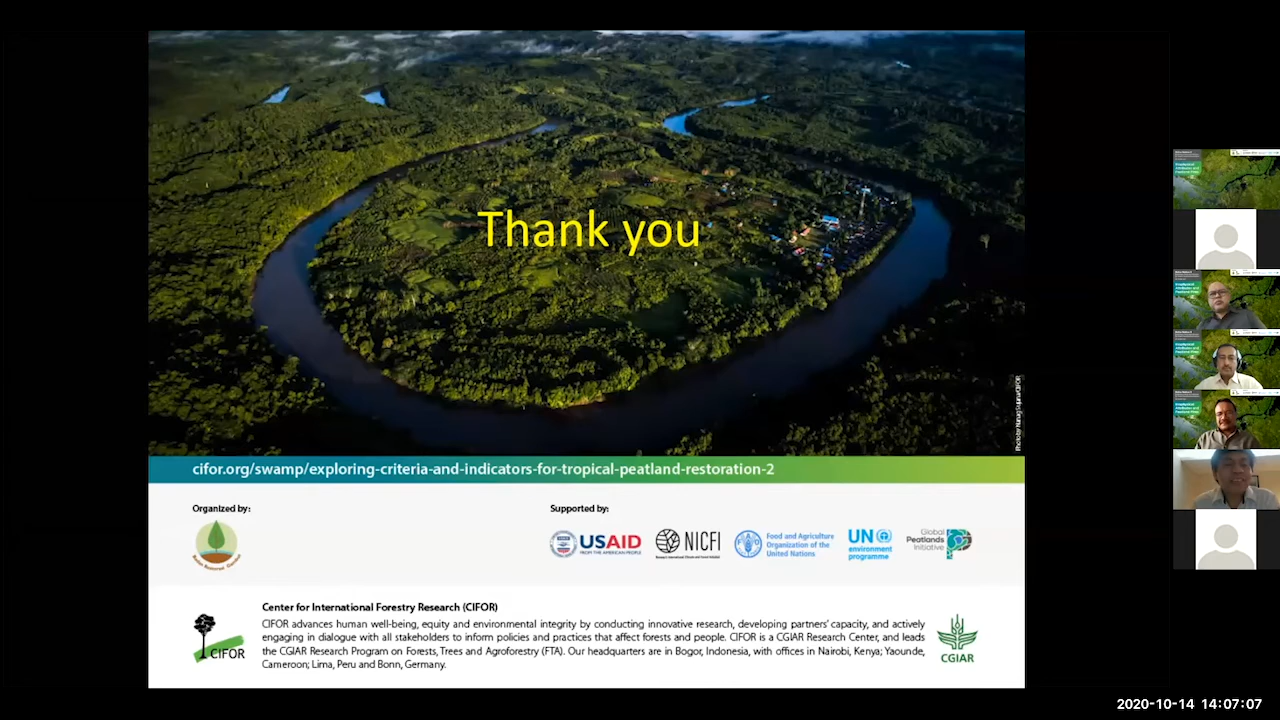 Thank you
Photo by Nanang Sujana/CIFOR
cifor.org/swamp/exploring-criteria-and-indicators-for-tropical-peatland-restoration-2
Organized by:
Supported by:
USAID
FROM THE AMERICAN PEOPLE
NICFI
FAO
Food and Agriculture
Organization of the
United Nations
UN
environment
programme
Global
Peatlands
Initiative
Center for International Forestry Research (CIFOR)
CIFOR advances human well-being, equity and environmental integrity by conducting innovative research, developing partners' capacity, and actively
engaging in dialogue with all stakeholders to inform policies and practices that affect forests and people. CIFOR is a CGIAR Research Center, and leads
the CGIAR Research Program on Forests, Trees and Agroforestry (FTA). Our headquarters are in Bogor, Indonesia, with offices in Nairobi, Kenya; Yaounde,
Cameroon; Lima, Peru and Bonn, Germany.
CIFOR
CGIAR
2020-10-14 14:07:07